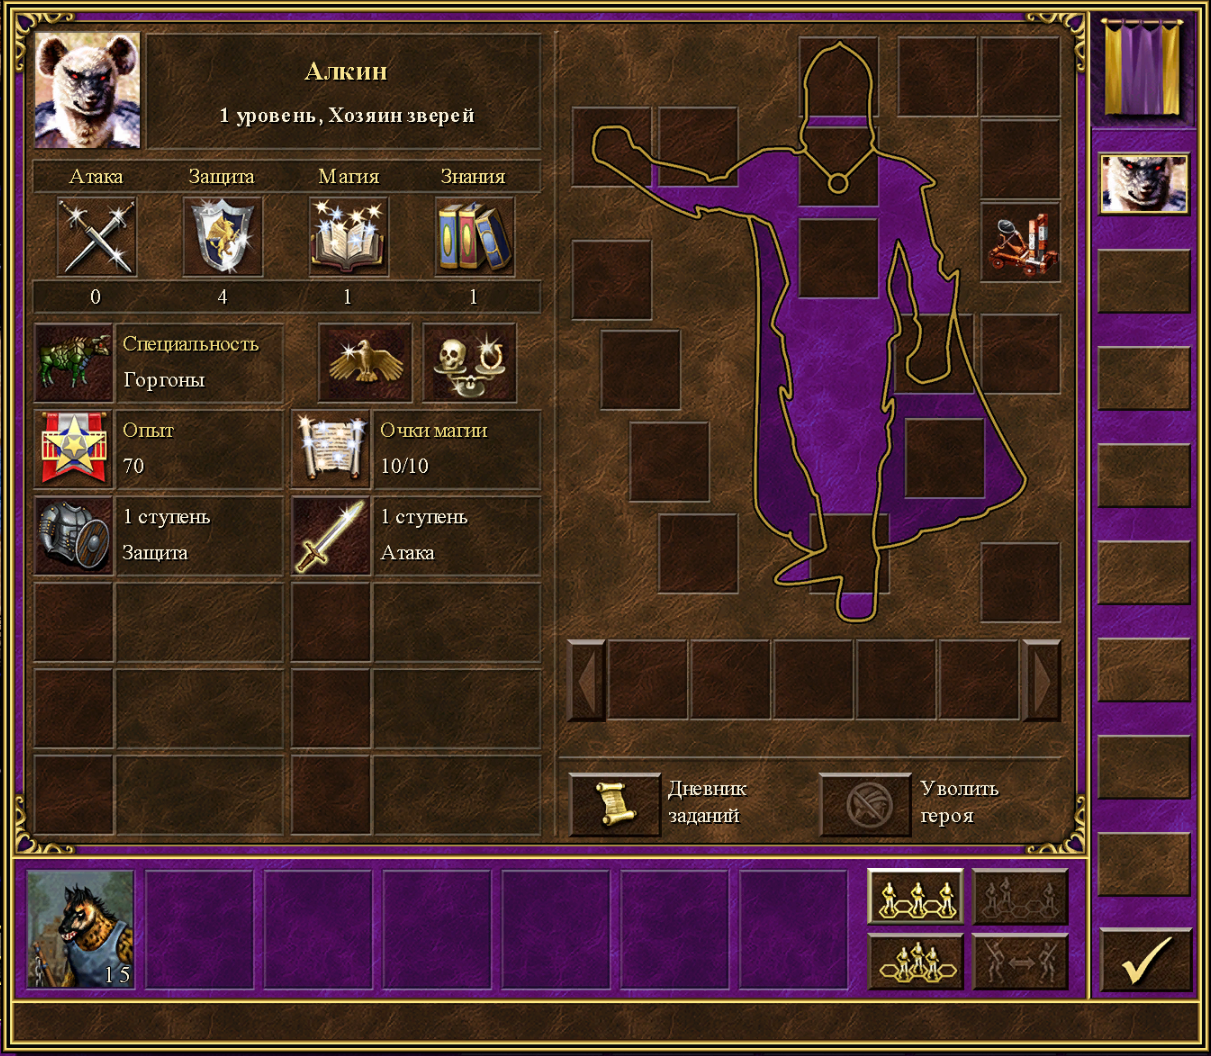 Алкин
1 уровень, Хозяин зверей
Атака Защита Магия Знания
0 4 1 1
Специальность
Горгоны
Опыт
70
Очки магии
10/10
1 ступень
Защита
1 ступень
Атака
Дневник
заданий
Уволить
героя
15